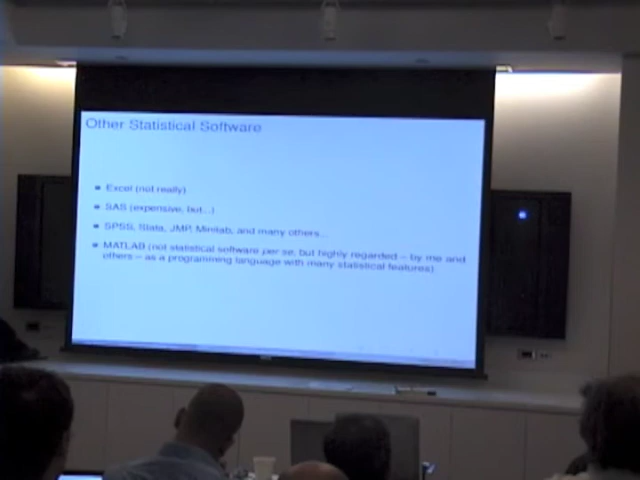 Other Statistical Software
Excel (not really)
SAS (expensive, but...)
SPSS, Stata, JMP, Minitab, and many others...
MATLAB (not statistical software per se, but highly regarded – by me and
others – as a programming language with many statistical features)